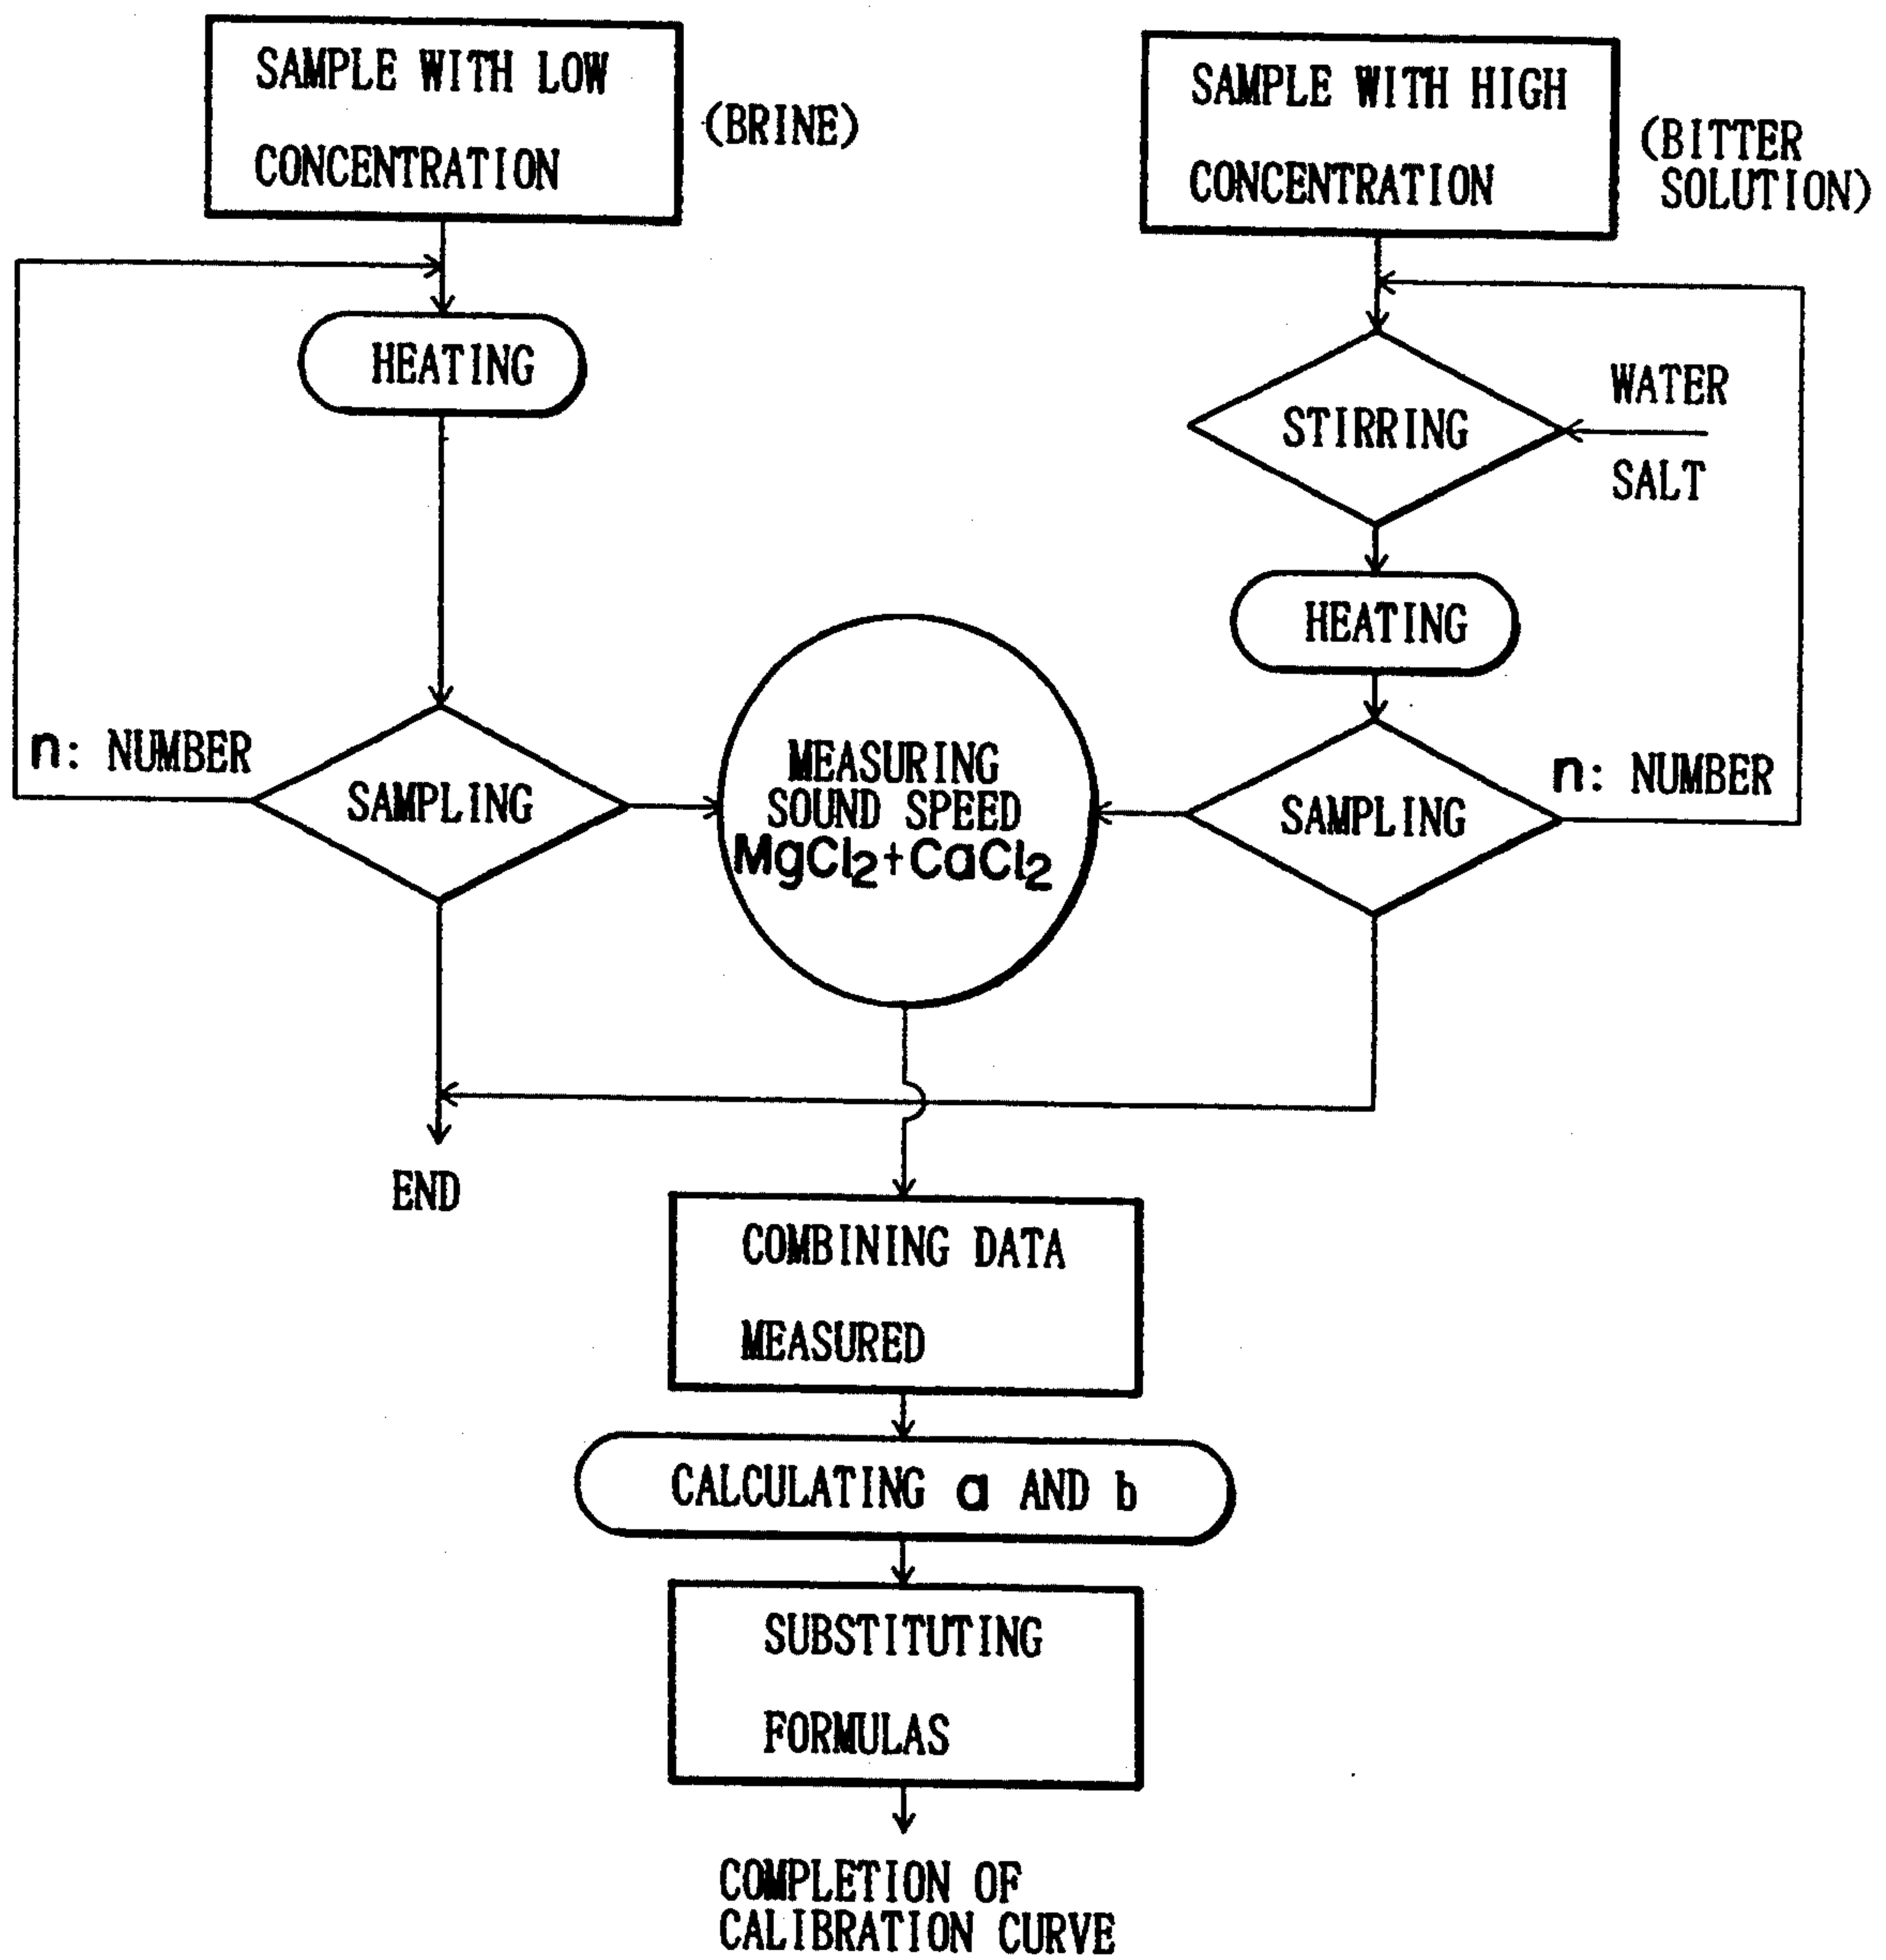 SAMPLE WITH LOW
CONCENTRATION
(BRINE)
SAMPLE WITH HIGH
CONCENTRATION
(BITTER
SOLUTION)
HEATING
WATER
STIRRING
SALT
HEATING
n: NUMBER
SAMPLING
MEASURING
SOUND SPEED
MgCl₂+CaCl₂
SAMPLING
n: NUMBER
END
COMBINING DATA
MEASURED
CALCULATING a AND b
SUBSTITUTING
FORMULAS
COMPLETION OF
CALIBRATION CURVE